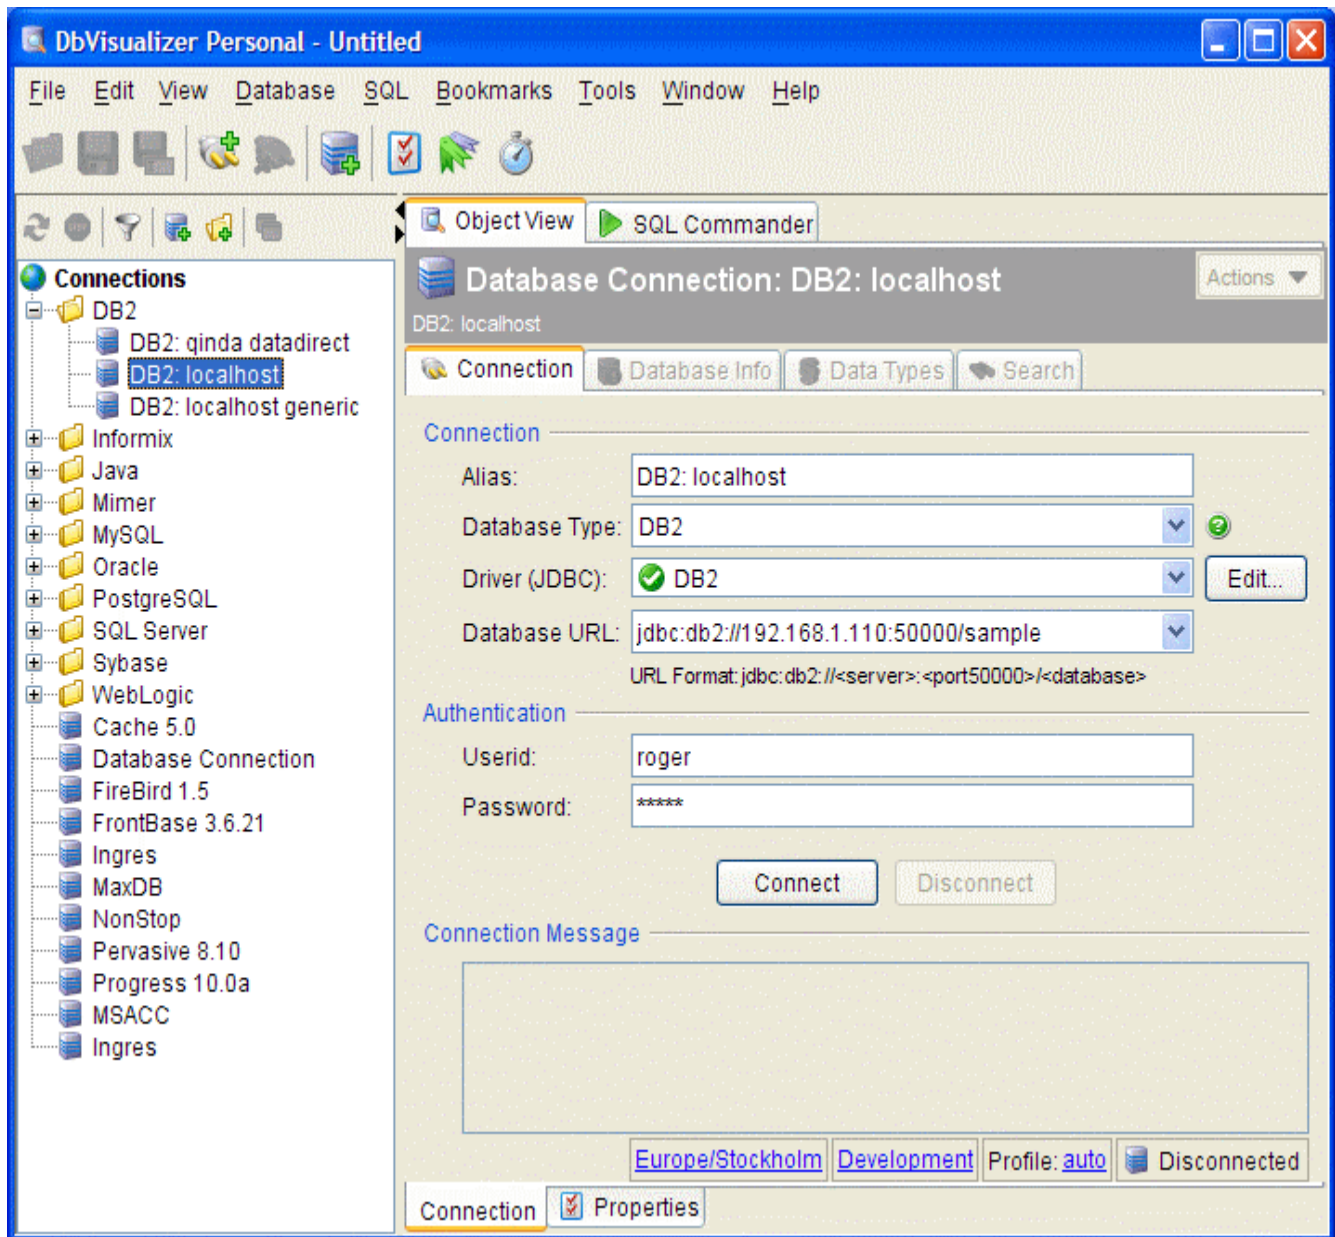 DbVisualizer Personal - Untitled
File Edit View Database SQL Bookmarks Tools Window Help
Object View SQL Commander
Connections
DB2
DB2: qinda datadirect
DB2: localhost
DB2: localhost generic
Informix
Java
Mimer
MySQL
Oracle
PostgreSQL
SQL Server
Sybase
WebLogic
Cache 5.0
Database Connection
FireBird 1.5
FrontBase 3.6.21
Ingres
MaxDB
NonStop
Pervasive 8.10
Progress 10.0a
MSACC
Ingres
Database Connection: DB2: localhost
Actions
DB2: localhost
Connection Database Info Data Types Search
Connection
Alias: DB2: localhost
Database Type: DB2
Driver (JDBC): DB2 Edit...
Database URL: jdbc:db2://192.168.1.110:50000/sample
URL Format:jdbc:db2://<server>:<port50000>/<database>
Authentication
Userid: roger
Password: *****
Connect Disconnect
Connection Message
Europe/Stockholm Development Profile: auto Disconnected
Connection Properties